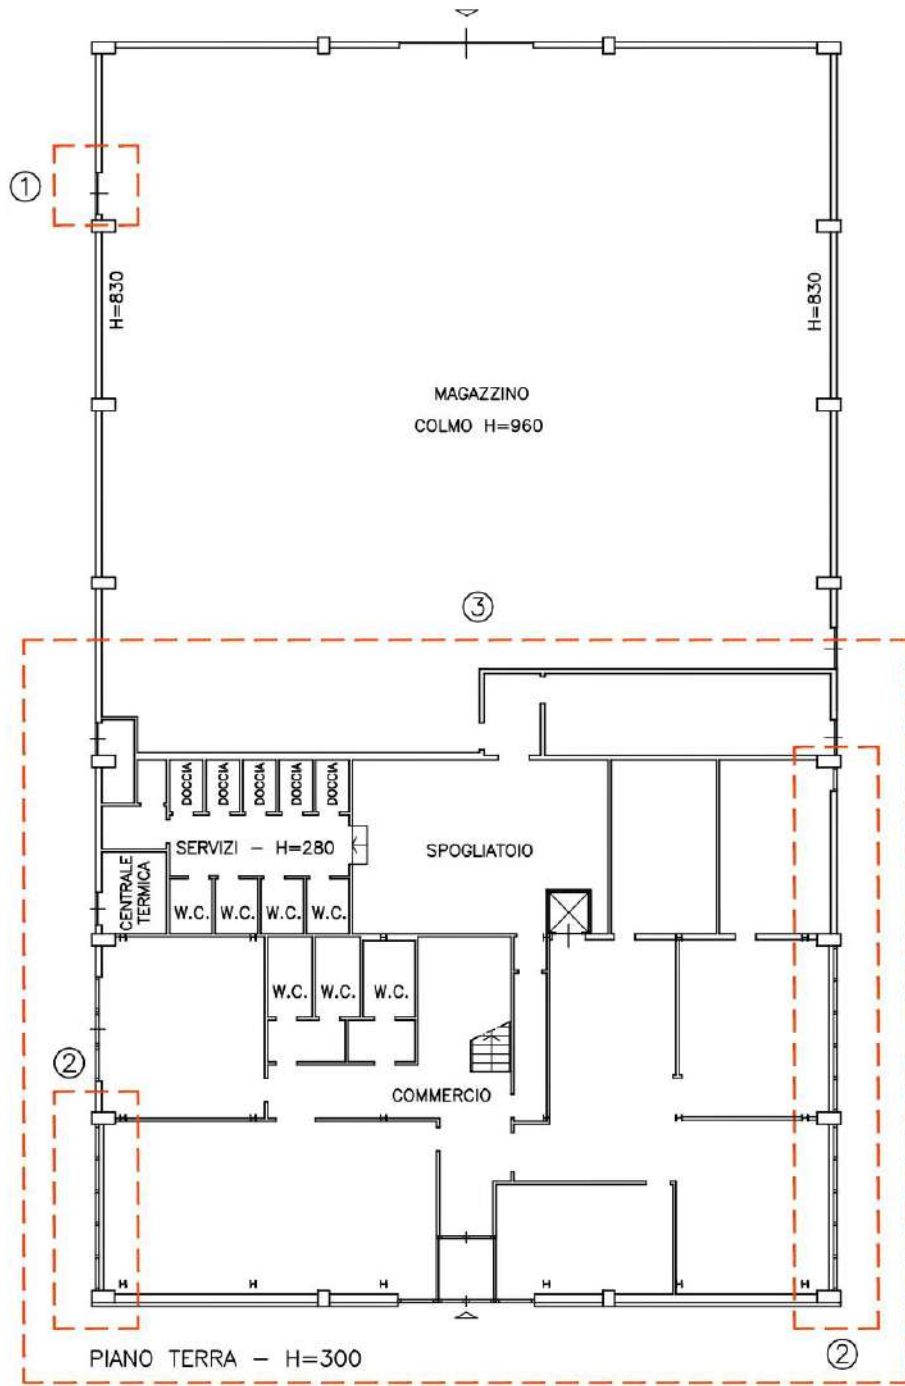 1
H=830
H=830
MAGAZZINO
COLMO H=960
3
DOCCIA
DOCCIA
DOCCIA
DOCCIA
DOCCIA
SERVIZI - H=280
SPOGLIATOIO
CENTRALE
TERMICA
W.C.
W.C.
W.C.
W.C.
W.C.
W.C.
W.C.
2
COMMERCIO
PIANO TERRA - H=300
2